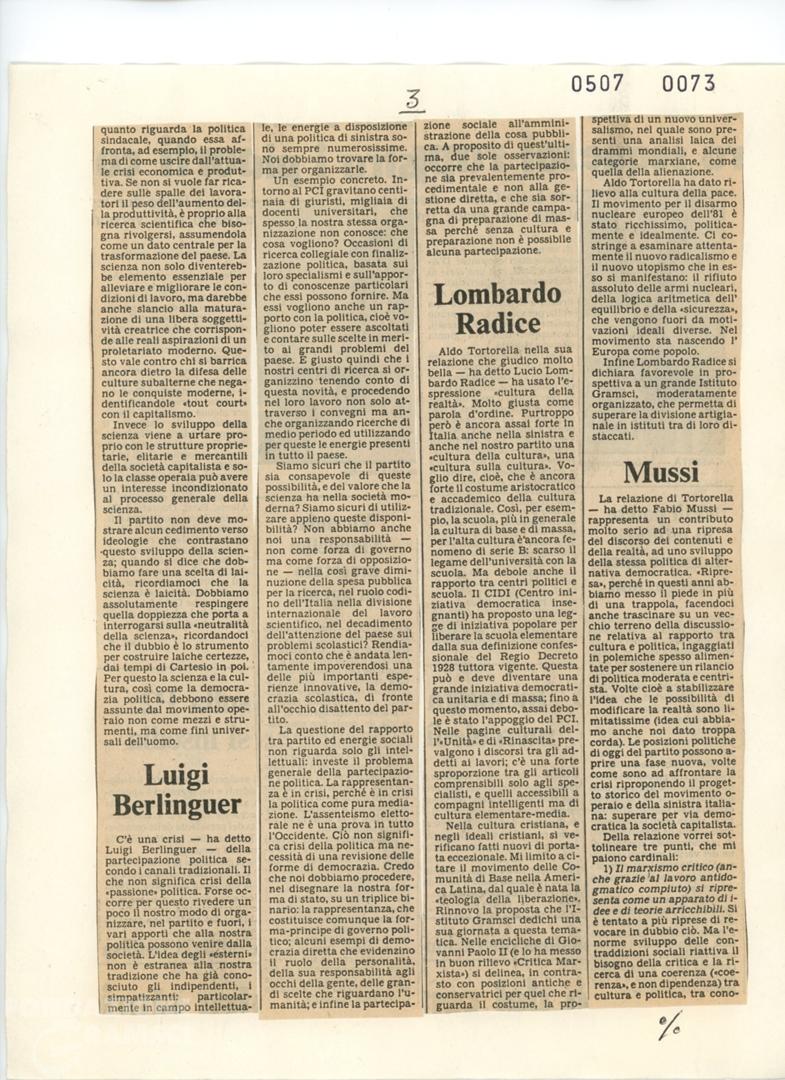 0507 0073
3
quanto riguarda la politica
sindacale, quando essa af-
fronta, ad esempio, il proble-
ma di come uscire dall'attua-
le crisi economica e produt-
tiva. Se non si vuole far rica-
dere sulle spalle dei lavora-
tori il peso dell'aumento del-
la produttività, è proprio alla
ricerca scientifica che biso-
gna rivolgersi, assumendola
come un dato centrale per la
trasformazione del paese. La
scienza non solo diventereb-
be elemento essenziale per
alleviare e migliorare le con-
dizioni di lavoro, ma darebbe
anche slancio alla matura-
zione di una libera soggetti-
vità creatrice che corrispon-
de alle reali aspirazioni di un
proletariato moderno. Que-
sto vale contro chi si barrica
ancora dietro la difesa delle
culture subalterne che nega-
no le conquiste moderne, i-
dentificandole «tout court»
con il capitalismo.
Invece lo sviluppo della
scienza viene a urtare pro-
prio con le strutture proprie-
tarie, elitarie e mercantili
della società capitalista e so-
lo la classe operaia può avere
un interesse incondizionato
al processo generale della
scienza.
Il partito non deve mo-
strare alcun cedimento verso
ideologie che contrastano
questo sviluppo della scien-
za; quando si dice che dob-
biamo fare una scelta di lai-
cità, ricordiamoci che la
scienza è laicità. Dobbiamo
assolutamente respingere
quella doppiezza che porta a
interrogarsi sulla «neutralità
della scienza», ricordandoci
che il dubbio è lo strumento
per costruire laiche certezze,
dai tempi di Cartesio in poi.
Per questo la scienza e la cul-
tura, così come la democra-
zia politica, debbono essere
assunte dal movimento ope-
raio non come mezzi e stru-
menti, ma come fini univer-
sali dell'uomo.
Luigi
Berlinguer
C'è una crisi — ha detto
Luigi Berlinguer — della
partecipazione politica se-
condo i canali tradizionali. Il
che non significa crisi della
«passione» politica. Forse oc-
corre per questo rivedere un
poco il nostro modo di orga-
nizzare, nel partito e fuori, i
vari apporti che alla nostra
politica possono venire dalla
società. L'idea degli «esterni»
non è estranea alla nostra
tradizione che ha già cono-
sciuto gli indipendenti, i
simpatizzanti: particolar-
mente in campo intellettua-
le, le energie a disposizione
di una politica di sinistra so-
no sempre numerosissime.
Noi dobbiamo trovare la for-
ma per organizzarle.
Un esempio concreto. In-
torno al PCI gravitano centi-
naia di giuristi, migliaia di
docenti universitari, che
spesso la nostra stessa orga-
nizzazione non conosce: che
cosa vogliono? Occasioni di
ricerca collegiale con finaliz-
zazione politica, basata sui
loro specialismi e sull'appor-
to di conoscenze particolari
che essi possono fornire. Ma
essi vogliono anche un rap-
porto con la politica, cioè vo-
gliono poter essere ascoltati
e contare sulle scelte in meri-
to ai grandi problemi del
paese. È giusto quindi che i
nostri centri di ricerca si or-
ganizzino tenendo conto di
questa novità, e procedendo
nel loro lavoro non solo at-
traverso i convegni ma an-
che organizzando ricerche di
medio periodo ed utilizzando
per queste le energie presenti
in tutto il paese.
Siamo sicuri che il partito
sia consapevole di queste
possibilità, e del valore che la
scienza ha nella società mo-
derna? Siamo sicuri di utiliz-
zare appieno queste disponi-
bilità? Non abbiamo anche
noi una responsabilità —
non come forza di governo
ma come forza di opposizio-
ne — nella così grave dimi-
nuzione della spesa pubblica
per la ricerca, nel ruolo codi-
no dell'Italia nella divisione
internazionale del lavoro
scientifico, nel decadimento
dell'attenzione del paese sui
problemi scolastici? Rendia-
moci conto che è andata len-
tamente impoverendosi una
delle più importanti espe-
rienze innovative, la demo-
crazia scolastica, di fronte
all'occhio disattento del par-
tito.
La questione del rapporto
tra partito ed energie sociali
non riguarda solo gli intel-
lettuali: investe il problema
generale della partecipazio-
ne politica. La rappresentan-
za è in crisi, perché è in crisi
la politica come pura media-
zione. L'assenteismo eletto-
rale ne è una prova in tutto
l'Occidente. Ciò non signifi-
ca crisi della politica ma ne-
cessità di una revisione delle
forme di democrazia. Credo
che noi dobbiamo procedere,
nel disegnare la nostra for-
ma di stato, su un triplice bi-
nario: la rappresentanza, che
costituisce comunque la for-
ma-principe di governo poli-
tico; alcuni esempi di demo-
crazia diretta che evidenzino
il ruolo della personalità,
della sua responsabilità agli
occhi della gente, delle gran-
di scelte che riguardano l'u-
manità; e infine la partecipa-
zione sociale all'ammini-
strazione della cosa pubbli-
ca. A proposito di quest'ulti-
ma, due sole osservazioni:
occorre che la partecipazio-
ne sia prevalentemente pro-
cedimentale e non alla ge-
stione diretta, e che sia sor-
retta da una grande campa-
gna di preparazione di mas-
sa perché senza cultura e
preparazione non è possibile
alcuna partecipazione.
Lombardo
Radice
Aldo Tortorella nella sua
relazione che giudico molto
bella — ha detto Lucio Lom-
bardo Radice — ha usato l'e-
spressione «cultura della
realtà». Molto giusta come
parola d'ordine. Purtroppo
però è ancora assai forte in
Italia anche nella sinistra e
anche nel nostro partito una
«cultura della cultura», una
«cultura sulla cultura». Vo-
glio dire, cioè, che è ancora
forte il costume aristocratico
e accademico della cultura
tradizionale. Così, per esem-
pio, la scuola, più in generale
la cultura di base e di massa,
per l'alta cultura è ancora fe-
nomeno di serie B: scarso il
legame dell'università con la
scuola. Ma debole anche il
rapporto tra centri politici e
scuola. Il CIDI (Centro ini-
ziativa democratica inse-
gnanti) ha proposto una leg-
ge di iniziativa popolare per
liberare la scuola elementare
dalla sua definizione confes-
sionale del Regio Decreto
1928 tuttora vigente. Questa
può e deve diventare una
grande iniziativa democrati-
ca unitaria e di massa; fino a
questo momento, assai debo-
le è stato l'appoggio del PCI.
Nelle pagine culturali del-
l'«Unità» e di «Rinascita» pre-
valgono i discorsi tra gli ad-
detti ai lavori; c'è una forte
sproporzione tra gli articoli
comprensibili solo agli spe-
cialisti, e quelli accessibili a
compagni intelligenti ma di
cultura elementare-media.
Nella cultura cristiana, e
negli ideali cristiani, si ve-
rificano fatti nuovi di porta-
ta eccezionale. Mi limito a ci-
tare il movimento delle Co-
munità di Base nella Ame-
rica Latina, dal quale è nata la
«teologia della liberazione».
Rinnovo la proposta che l'I-
stituto Gramsci dedichi una
sua giornata a questa tema-
tica. Nelle encicliche di Gio-
vanni Paolo II (e lo ha messo
in buon rilievo «Critica Mar-
xista») si delinea, in contra-
sto con posizioni antiche e
conservatrici per quel che ri-
guarda il costume, la pro-
spettiva di un nuovo univer-
salismo, nel quale sono pre-
senti una analisi laica dei
drammi mondiali, e alcune
categorie marxiane, come
quella della alienazione.
Aldo Tortorella ha dato ri-
lievo alla cultura della pace.
Il movimento per il disarmo
nucleare europeo dell'81 è
stato ricchissimo, politica-
mente e idealmente. Ci co-
stringe a esaminare attenta-
mente il nuovo radicalismo e
il nuovo utopismo che in es-
so si manifestano: il rifiuto
assoluto delle armi nucleari,
della logica aritmetica dell'
equilibrio e della «sicurezza»,
che vengono fuori da moti-
vazioni ideali diverse. Nel
movimento sta nascendo l'
Europa come popolo.
Infine Lombardo Radice si
dichiara favorevole in pro-
spettiva a un grande Istituto
Gramsci, moderatamente
organizzato, che permetta di
superare la divisione artigia-
nale in istituti tra di loro di-
staccati.
Mussi
La relazione di Tortorella
— ha detto Fabio Mussi —
rappresenta un contributo
molto serio ad una ripresa
del discorso dei contenuti e
della realtà, ad uno sviluppo
della stessa politica di alter-
nativa democratica. «Ripre-
sa», perché in questi anni ab-
biamo messo il piede in più
di una trappola, facendoci
anche trascinare su un vec-
chio terreno della discussio-
ne relativa al rapporto tra
cultura e politica, ingaggiati
in polemiche spesso alimen-
tate per sostenere un rilancio
di politica moderata e centri-
sta. Volte cioè a stabilizzare
l'idea che le possibilità di
modificare la realtà sono li-
mitatissime (idea cui abbia-
mo anche noi dato troppa
corda). Le posizioni politiche
di oggi del partito possono a-
prire una fase nuova, volte
come sono ad affrontare la
crisi riproponendo il proget-
to storico del movimento o-
peraio e della sinistra italia-
na: superare per via demo-
cratica la società capitalista.
Della relazione vorrei sot-
tolineare tre punti, che mi
paiono cardinali:
1) Il marxismo critico (an-
che grazie al lavoro antidog-
matico compiuto) si ripre-
senta come un apparato di i-
dee e di teorie arricchibili. Si
è tentato a più riprese di re-
vocare in dubbio ciò. Ma l'e-
norme sviluppo delle con-
traddizioni sociali riattiva il
bisogno della critica e la ri-
cerca di una coerenza («coe-
renza», e non dipendenza) tra
cultura e politica, tra cono-
%